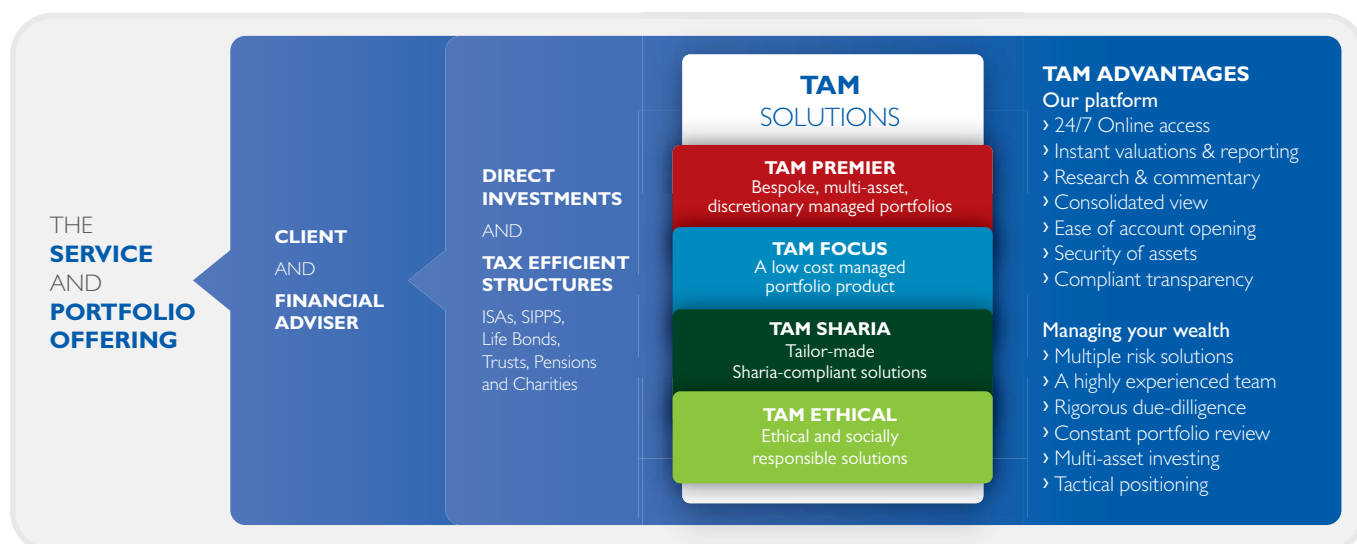 THE
SERVICE
AND
PORTFOLIO
OFFERING
CLIENT
AND
FINANCIAL
ADVISER
DIRECT
INVESTMENTS
AND
TAX EFFICIENT
STRUCTURES
ISAs, SIPPS,
Life Bonds,
Trusts, Pensions
and Charities
TAM
SOLUTIONS
TAM PREMIER
Bespoke, multi-asset,
discretionary managed portfolios
TAM FOCUS
A low cost managed
portfolio product
TAM SHARIA
Tailor-made
Sharia-compliant solutions
TAM ETHICAL
Ethical and socially
responsible solutions
TAM ADVANTAGES
Our platform
› 24/7 Online access
› Instant valuations & reporting
› Research & commentary
› Consolidated view
› Ease of account opening
› Security of assets
› Compliant transparency
Managing your wealth
› Multiple risk solutions
› A highly experienced team
› Rigorous due-dilligence
› Constant portfolio review
› Multi-asset investing
› Tactical positioning